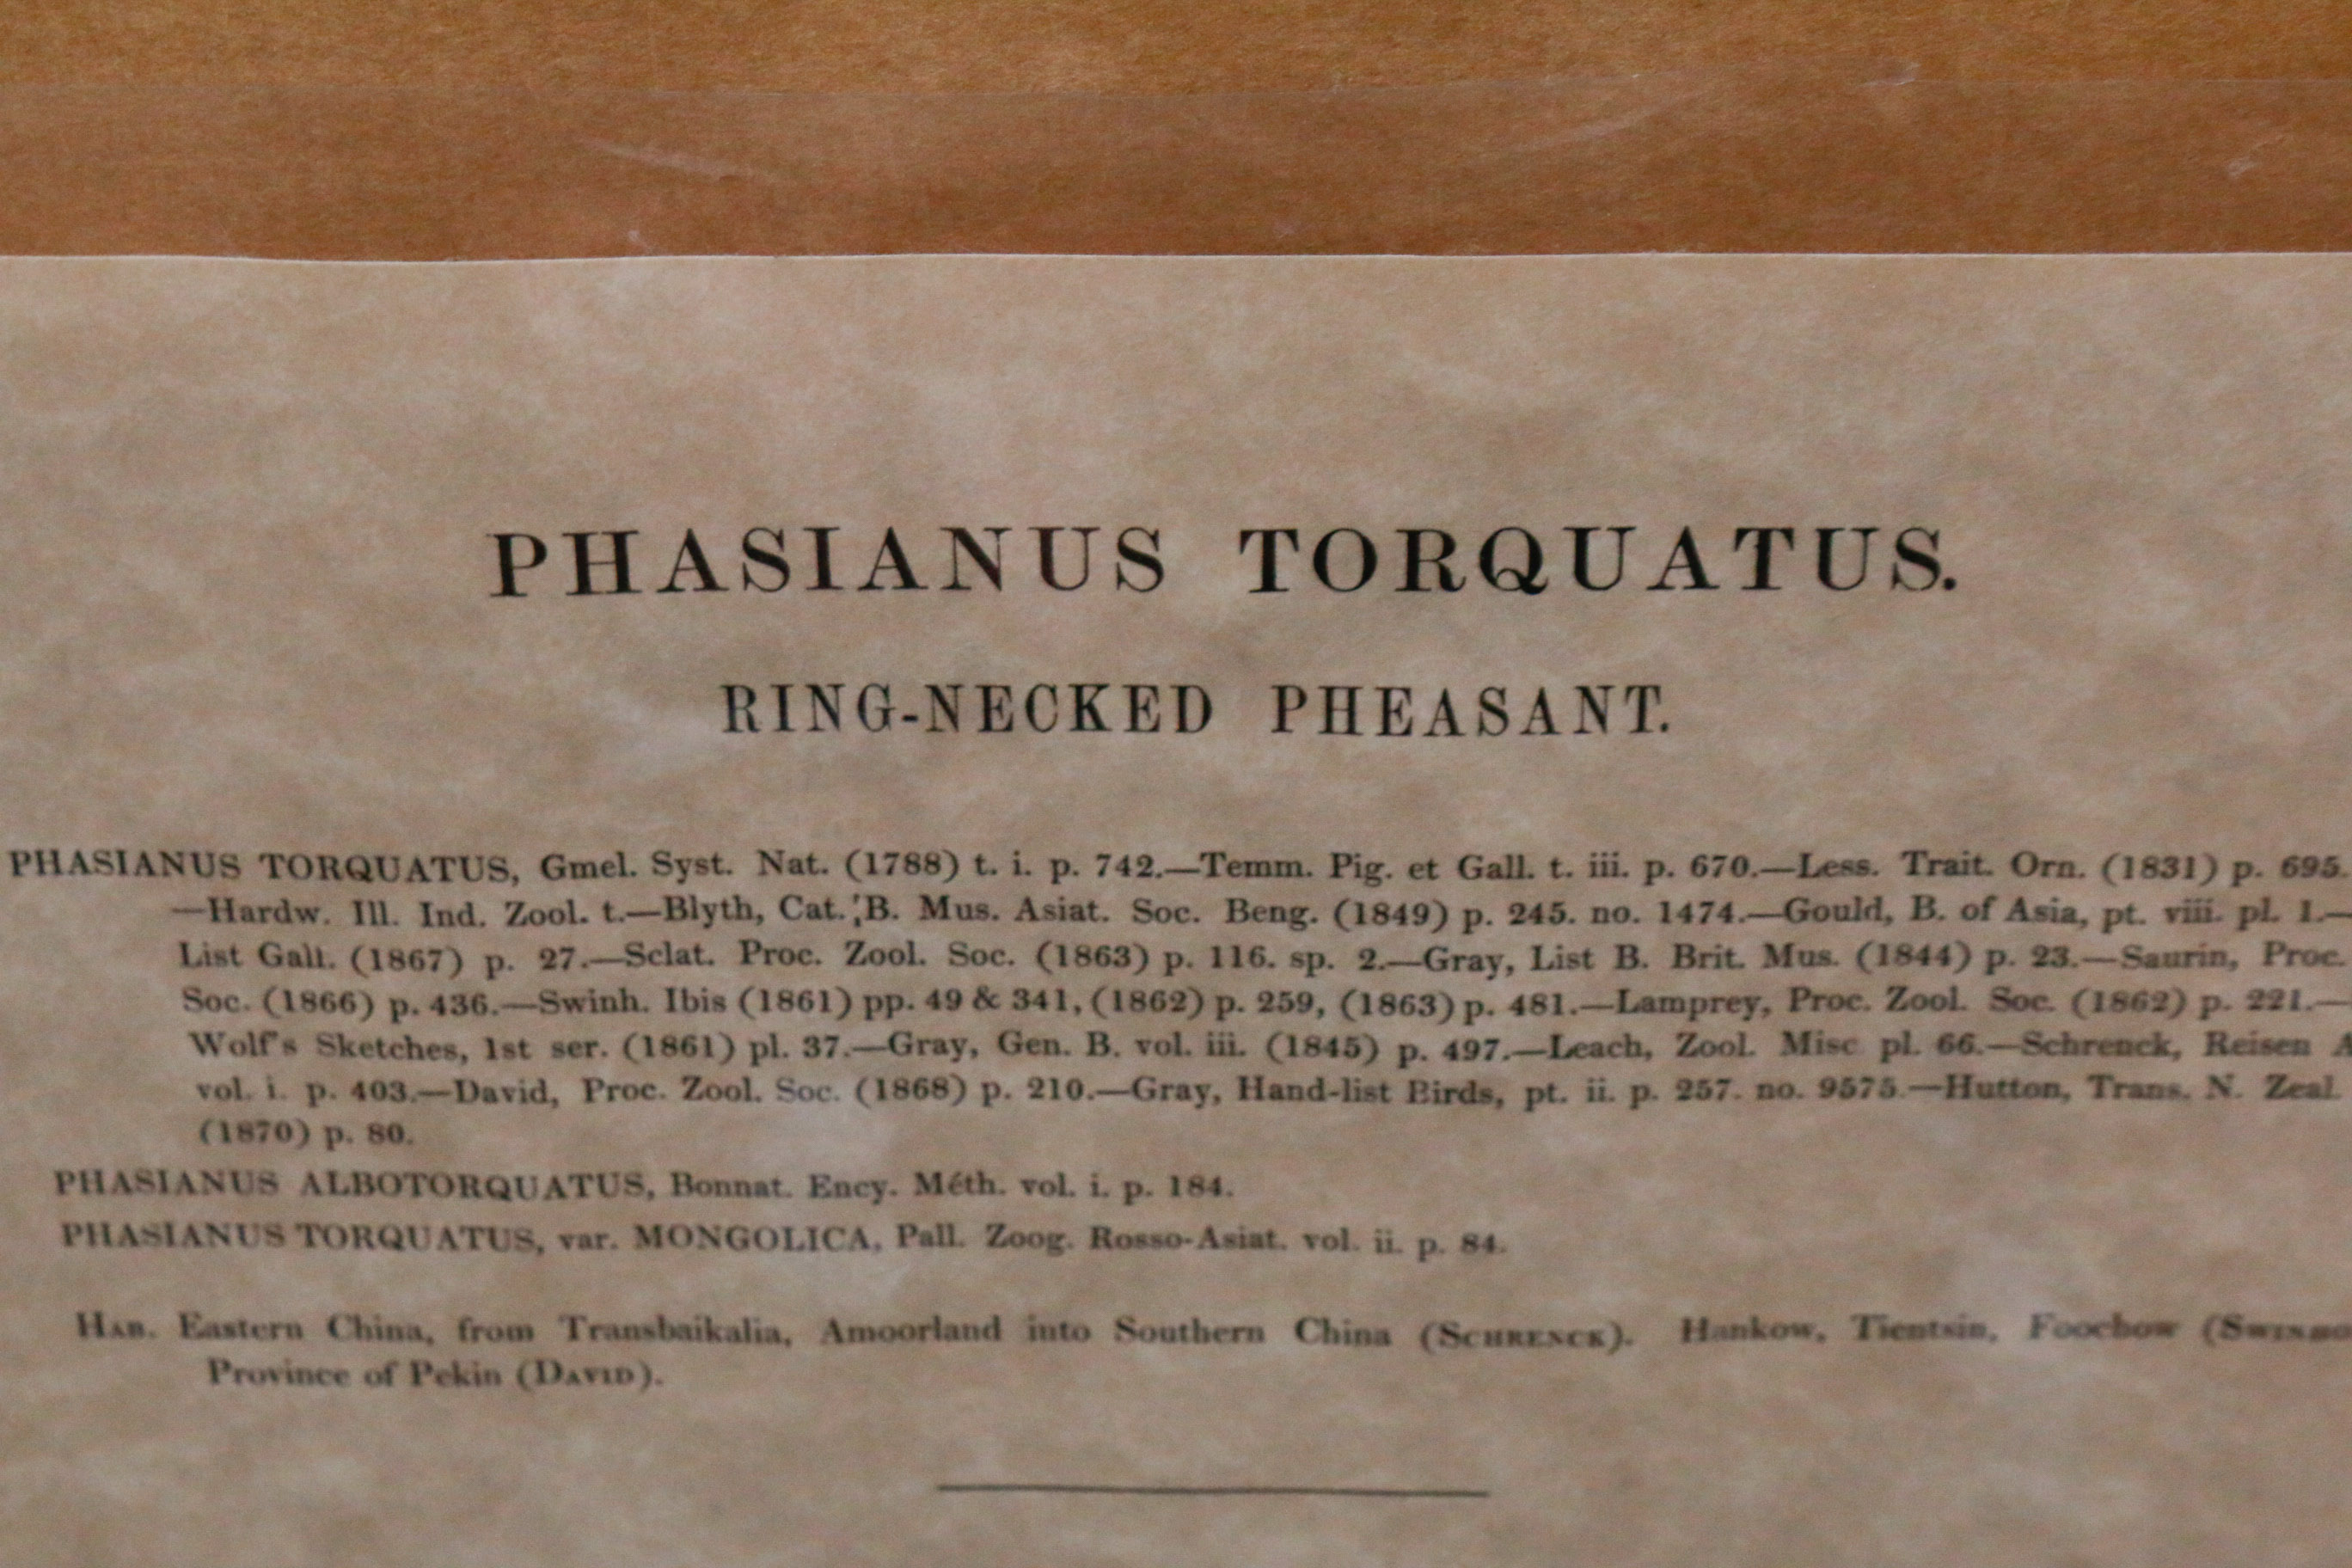 PHASIANUS TORQUATUS.
RING-NECKED PHEASANT.
PHASIANUS TORQUATUS, Gmel. Syst. Nat. (1788) t. i. p. 742.—Temm. Pig. et Gall. t. iii. p. 670.—Less. Trait. Orn. (1831) p. 695.
—Hardw. Ill. Ind. Zool. t.—Blyth, Cat. B. Mus. Asiat. Soc. Beng. (1849) p. 245. no. 1474.—Gould, B. of Asia, pt. viii. pl. 1.—
List Gall. (1867) p. 27.—Sclat. Proc. Zool. Soc. (1863) p. 116. sp. 2.—Gray, List B. Brit. Mus. (1844) p. 23.—Saurin, Proc.
Soc. (1866) p. 436.—Swinh. Ibis (1861) pp. 49 & 341, (1862) p. 259, (1863) p. 481.—Lamprey, Proc. Zool. Soc. (1862) p. 221.—
Wolf's Sketches, 1st ser. (1861) pl. 37.—Gray, Gen. B. vol. iii. (1845) p. 497.—Leach, Zool. Misc pl. 66.—Schrenck, Reisen A
vol. i. p. 403.—David, Proc. Zool. Soc. (1868) p. 210.—Gray, Hand-list Birds, pt. ii. p. 257. no. 9575.—Hutton, Trans. N. Zeal.
(1870) p. 80.
PHASIANUS ALBOTORQUATUS, Bonnat. Ency. Méth. vol. i. p. 184.
PHASIANUS TORQUATUS, var. MONGOLICA, Pall. Zoog. Rosso-Asiat. vol. ii. p. 84.
HAB. Eastern China, from Transbaikalia, Amoorland into Southern China (SCHRENCK). Hankow, Tientsin, Foochow
Province of Pekin (DAVID).